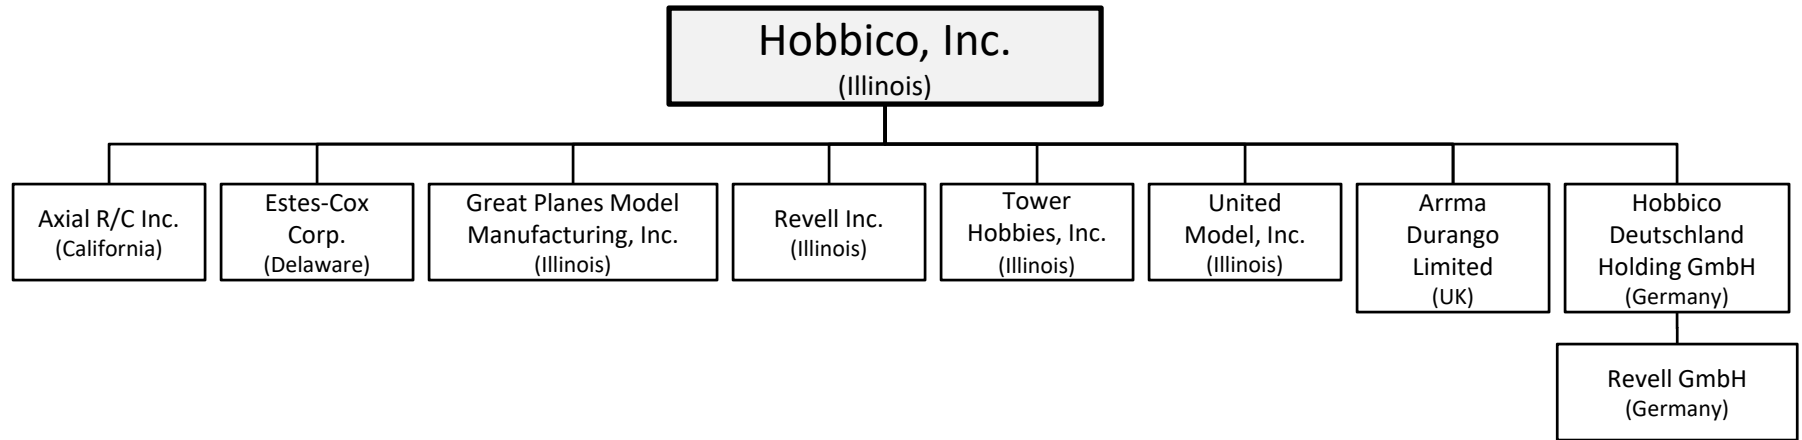 Hobbico, Inc.
(Illinois)
Axial R/C Inc.
(California)
Estes-Cox
Corp.
(Delaware)
Great Planes Model
Manufacturing, Inc.
(Illinois)
Revell Inc.
(Illinois)
Tower
Hobbies, Inc.
(Illinois)
United
Model, Inc.
(Illinois)
Arrma
Durango
Limited
(UK)
Hobbico
Deutschland
Holding GmbH
(Germany)
Revell GmbH
(Germany)